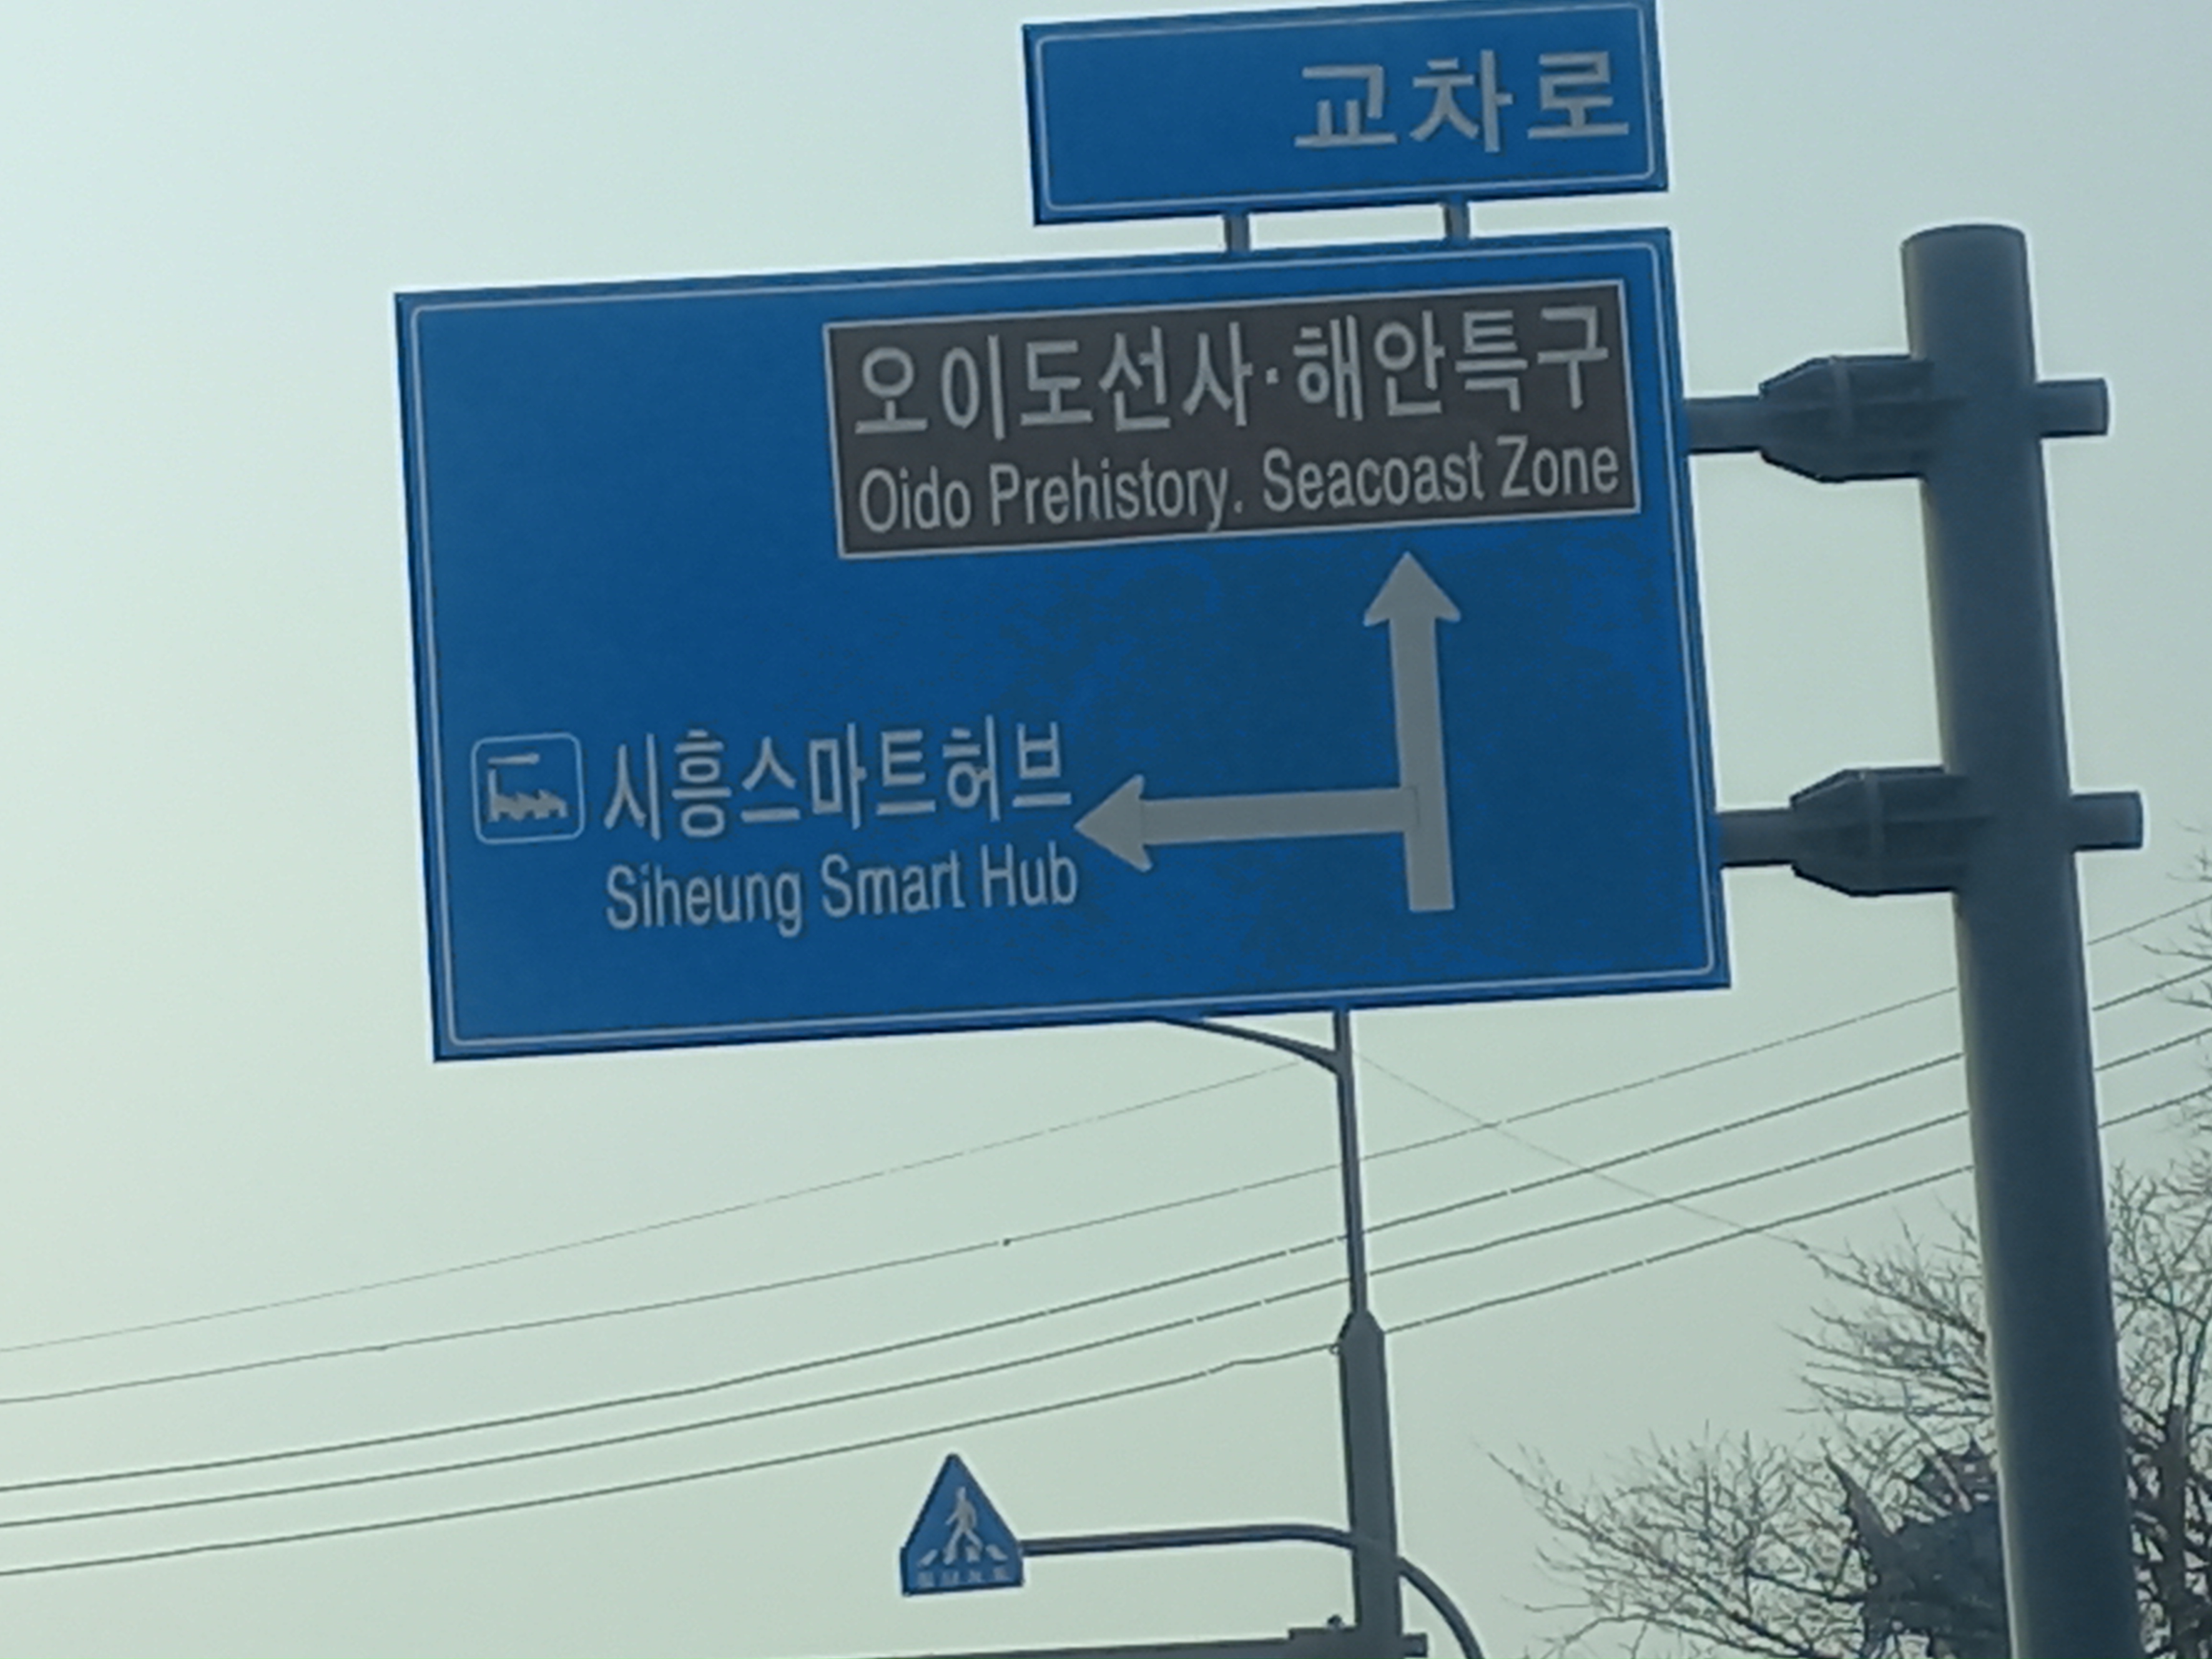 교차로
오이도선사·해안특구
Oido Prehistory. Seacoast Zone
시흥스마트허브
Siheung Smart Hub